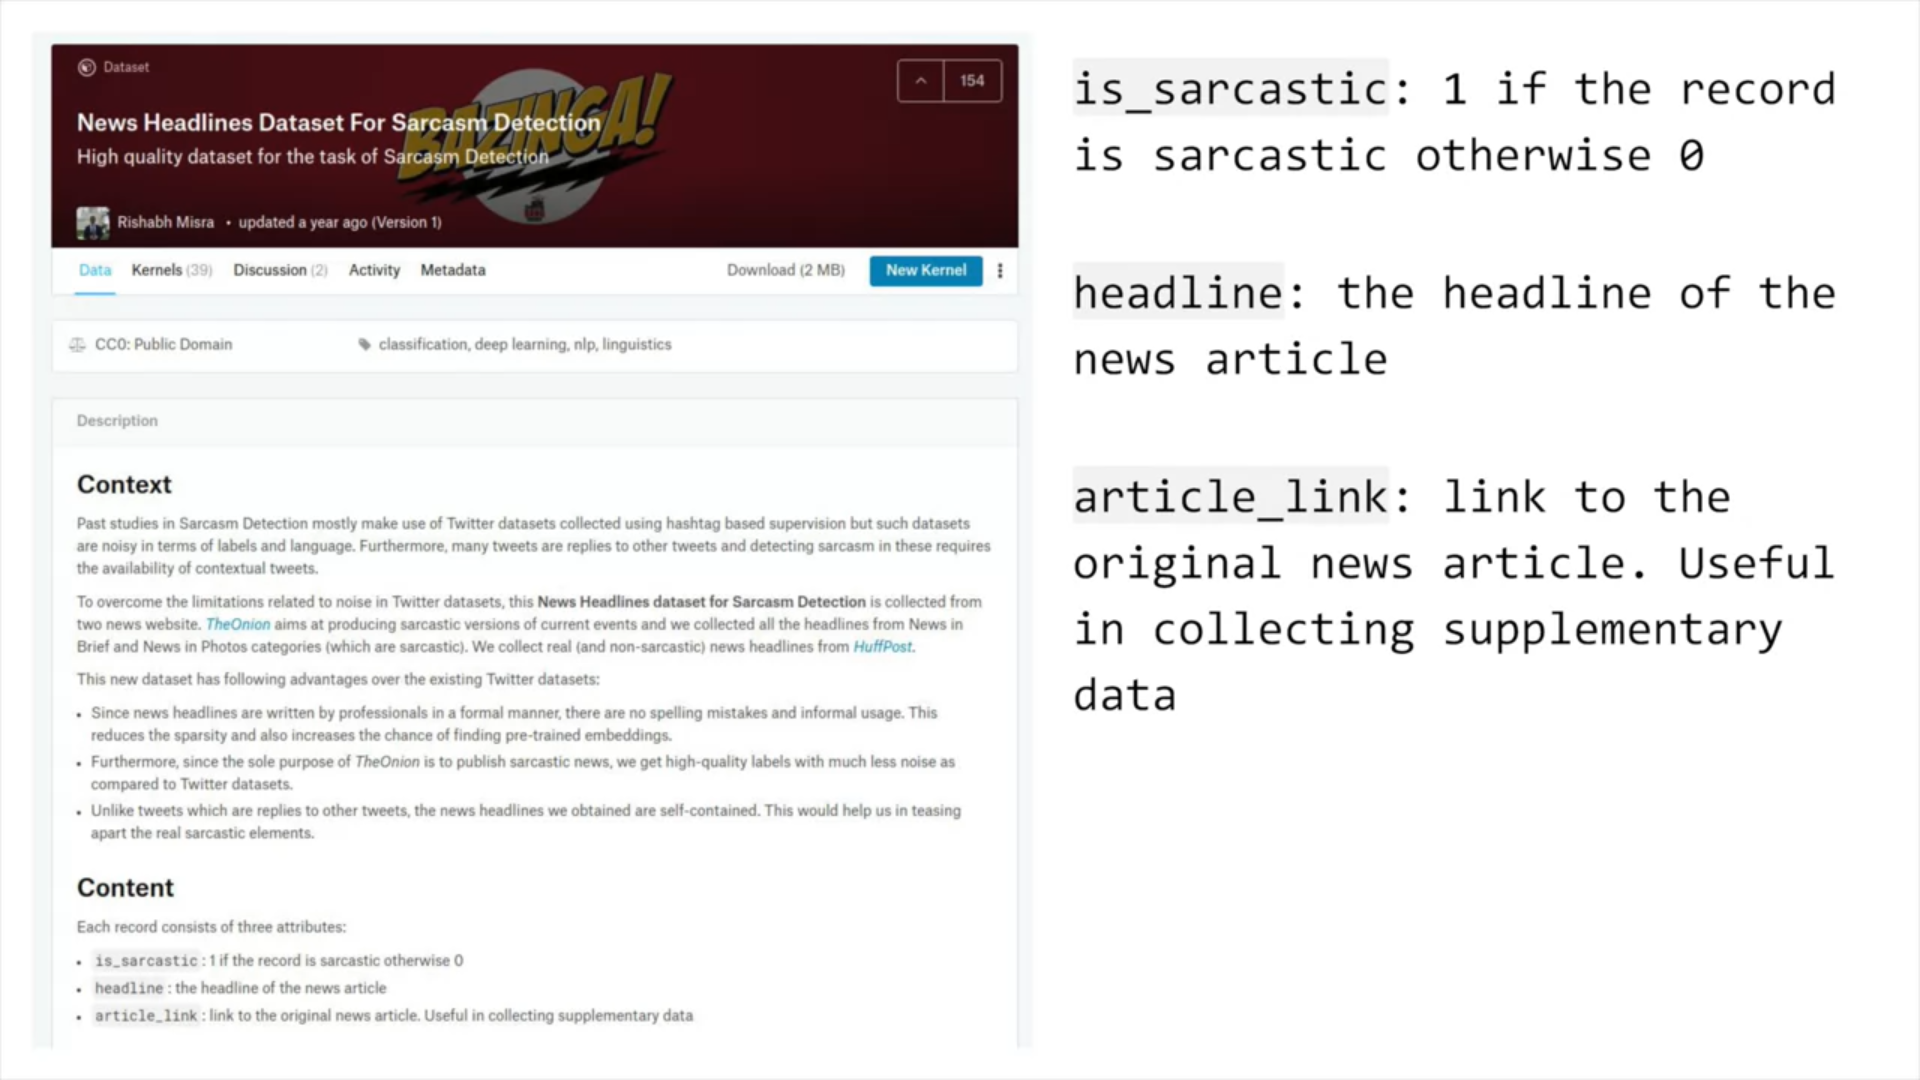 Dataset
154
BAZINGA!
News Headlines Dataset For Sarcasm Detection
High quality dataset for the task of Sarcasm Detection
Rishabh Misra • updated a year ago (Version 1)
Data Kernels (39) Discussion (2) Activity Metadata Download (2 MB) New Kernel
CC0: Public Domain classification, deep learning, nlp, linguistics
Description
Context
Past studies in Sarcasm Detection mostly make use of Twitter datasets collected using hashtag based supervision but such datasets
are noisy in terms of labels and language. Furthermore, many tweets are replies to other tweets and detecting sarcasm in these requires
the availability of contextual tweets.
To overcome the limitations related to noise in Twitter datasets, this News Headlines dataset for Sarcasm Detection is collected from
two news website. TheOnion aims at producing sarcastic versions of current events and we collected all the headlines from News in
Brief and News in Photos categories (which are sarcastic). We collect real (and non-sarcastic) news headlines from HuffPost.
This new dataset has following advantages over the existing Twitter datasets:
• Since news headlines are written by professionals in a formal manner, there are no spelling mistakes and informal usage. This
reduces the sparsity and also increases the chance of finding pre-trained embeddings.
• Furthermore, since the sole purpose of TheOnion is to publish sarcastic news, we get high-quality labels with much less noise as
compared to Twitter datasets.
• Unlike tweets which are replies to other tweets, the news headlines we obtained are self-contained. This would help us in teasing
apart the real sarcastic elements.
Content
Each record consists of three attributes:
• is_sarcastic : 1 if the record is sarcastic otherwise 0
• headline : the headline of the news article
• article_link : link to the original news article. Useful in collecting supplementary data
is_sarcastic: 1 if the record
is sarcastic otherwise 0
headline: the headline of the
news article
article_link: link to the
original news article. Useful
in collecting supplementary
data